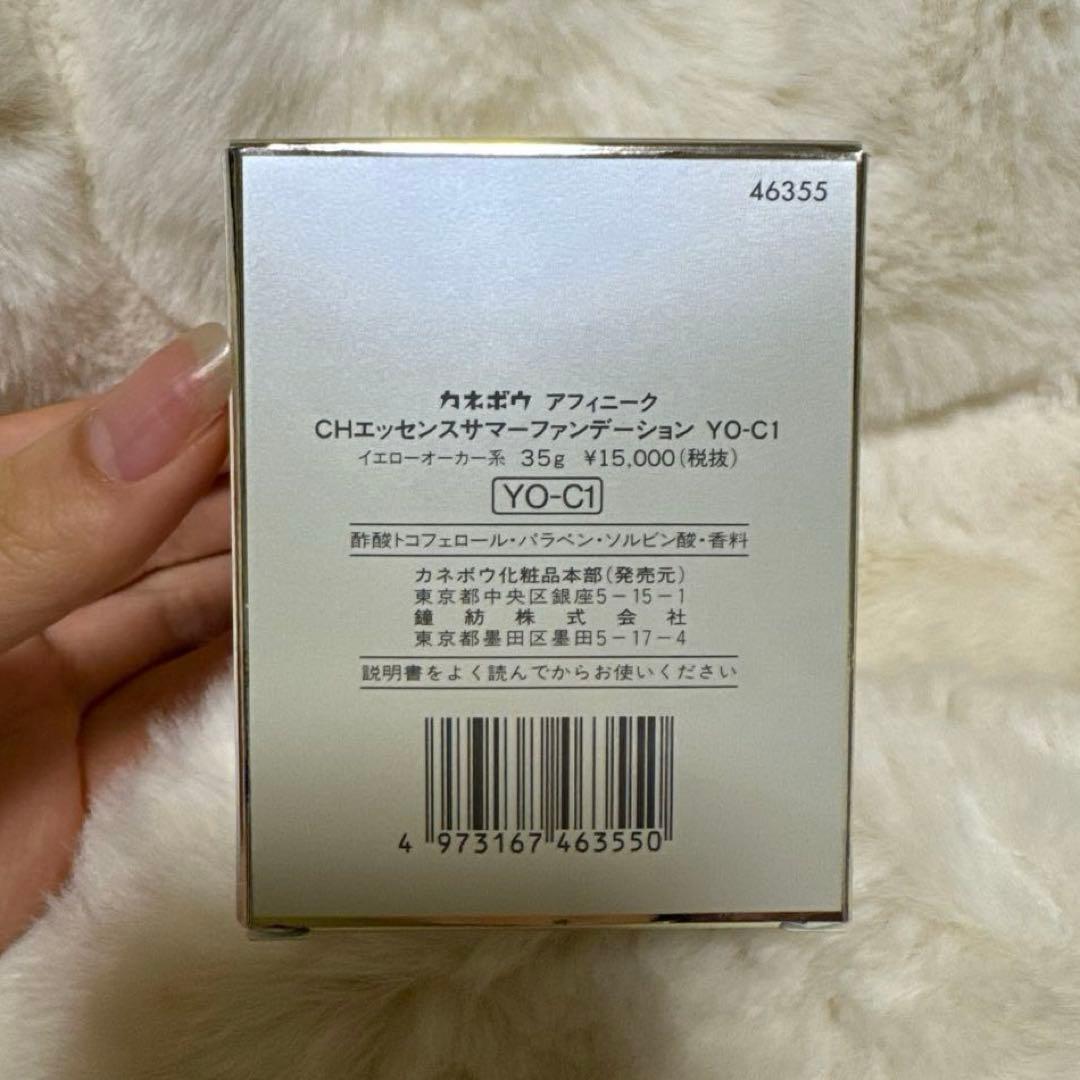 46355
カネボウ アフィニーク
CHエッセンスサマーファンデーション YO-C1
イエローオーカー系 35g ¥15,000(税抜)
YO-C1
酢酸トコフェロール・パラベン・ソルビン酸・香料
カネボウ化粧品本部(発売元)
東京都中央区銀座5-15-1
鐘紡株式会社
東京都墨田区墨田5-17-4
説明書をよく読んでからお使いください
4 973167 463550